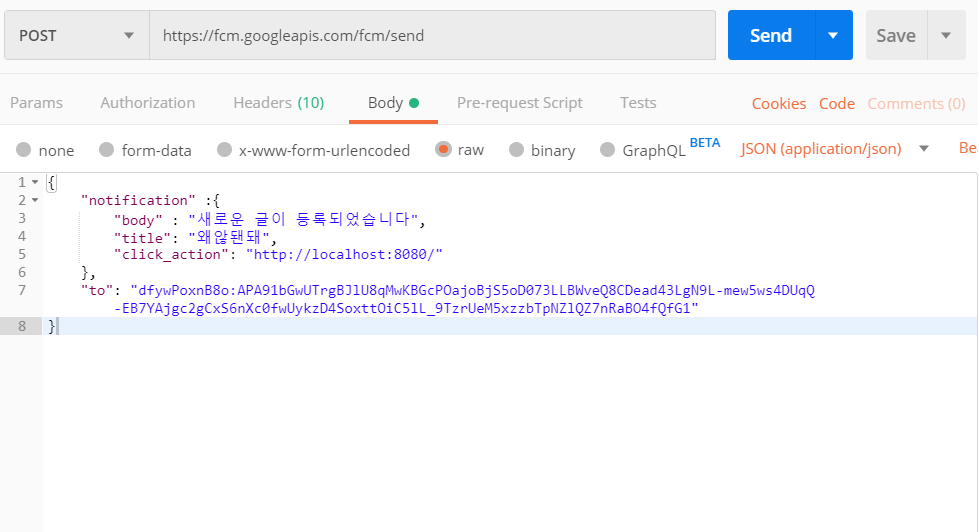 POST https://fcm.googleapis.com/fcm/send Send Save
Params Authorization Headers (10) Body Pre-request Script Tests Cookies Code Comments (0)
none form-data x-www-form-urlencoded raw binary GraphQL BETA JSON (application/json) Be
1 {
2 "notification" :{
3 "body" : "새로운 글이 등록되었습니다",
4 "title": "왜않됀돼",
5 "click_action": "http://localhost:8080/"
6 },
7 "to": "dfywPoxnB8o:APA91bGwUTrgBJlU8qMwKBGcPOajoBjS5oD073LLBWveQ8CDead43LgN9L-mew5ws4DUqQ
-EB7YAjgc2gCxS6nXc0fwUykzD4SoxttOiC5lL_9TzrUeM5xzzbTpNZlQZ7nRaBO4fQfG1"
8 }